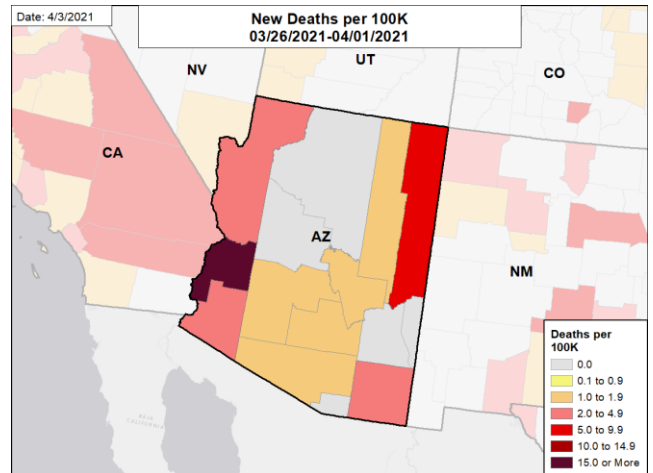 Date: 4/3/2021
New Deaths per 100K
03/26/2021-04/01/2021
NV
UT
CO
CA
AZ
NM
BAJA
CALIFORNIA
Deaths per
100K
0.0
0.1 to 0.9
1.0 to 1.9
2.0 to 4.9
5.0 to 9.9
10.0 to 14.9
15.0 or More